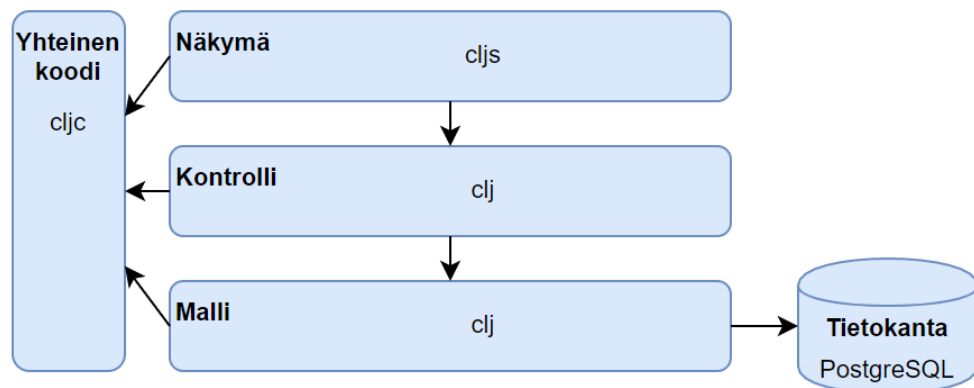 Yhteinen
koodi
cljc
Näkymä
cljs
Kontrolli
clj
Malli
clj
Tietokanta
PostgreSQL